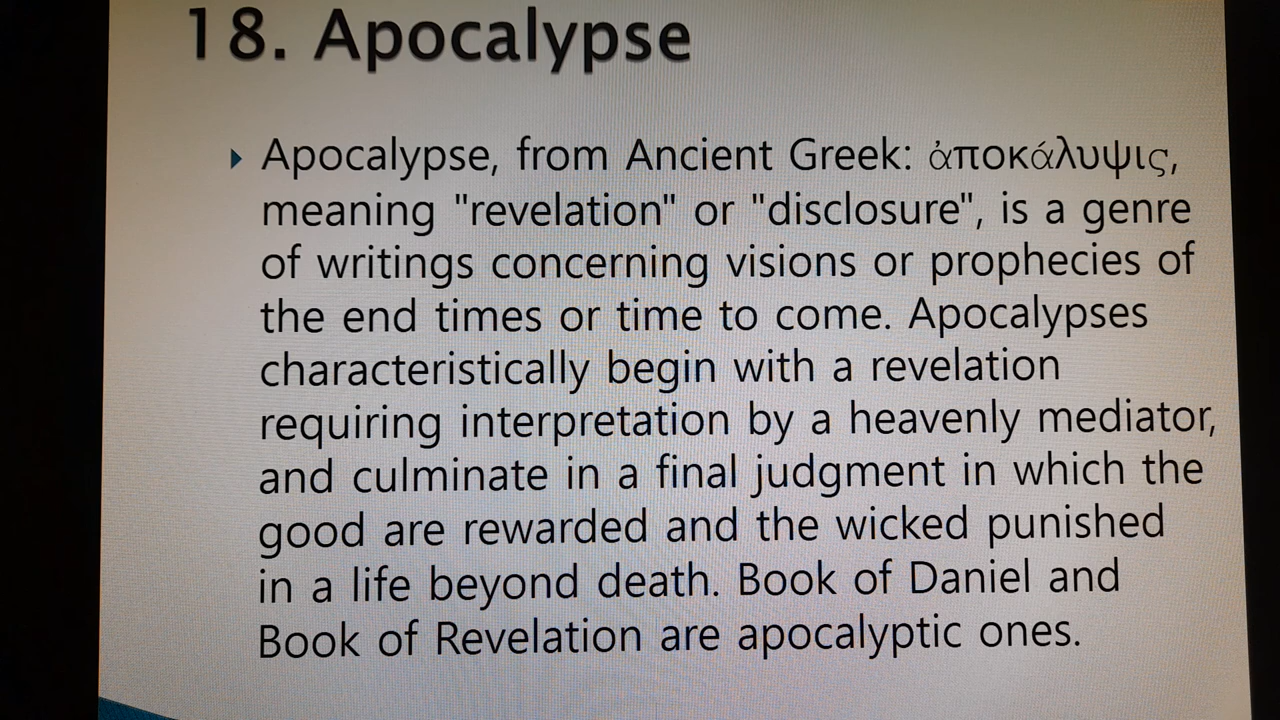 18. Apocalypse
Apocalypse, from Ancient Greek: ἀποκάλυψις,
meaning "revelation" or "disclosure", is a genre
of writings concerning visions or prophecies of
the end times or time to come. Apocalypses
characteristically begin with a revelation
requiring interpretation by a heavenly mediator,
and culminate in a final judgment in which the
good are rewarded and the wicked punished
in a life beyond death. Book of Daniel and
Book of Revelation are apocalyptic ones.